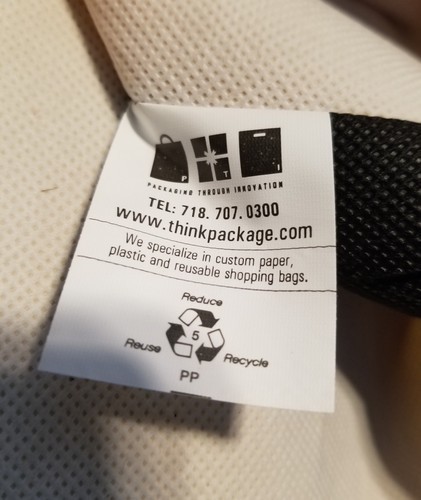 P T I
PACKAGING THROUGH INNOVATION
TEL: 718. 707. 0300
www.thinkpackage.com
We specialize in custom paper,
plastic and reusable shopping bags.
Reduce
5
Reuse Recycle
PP